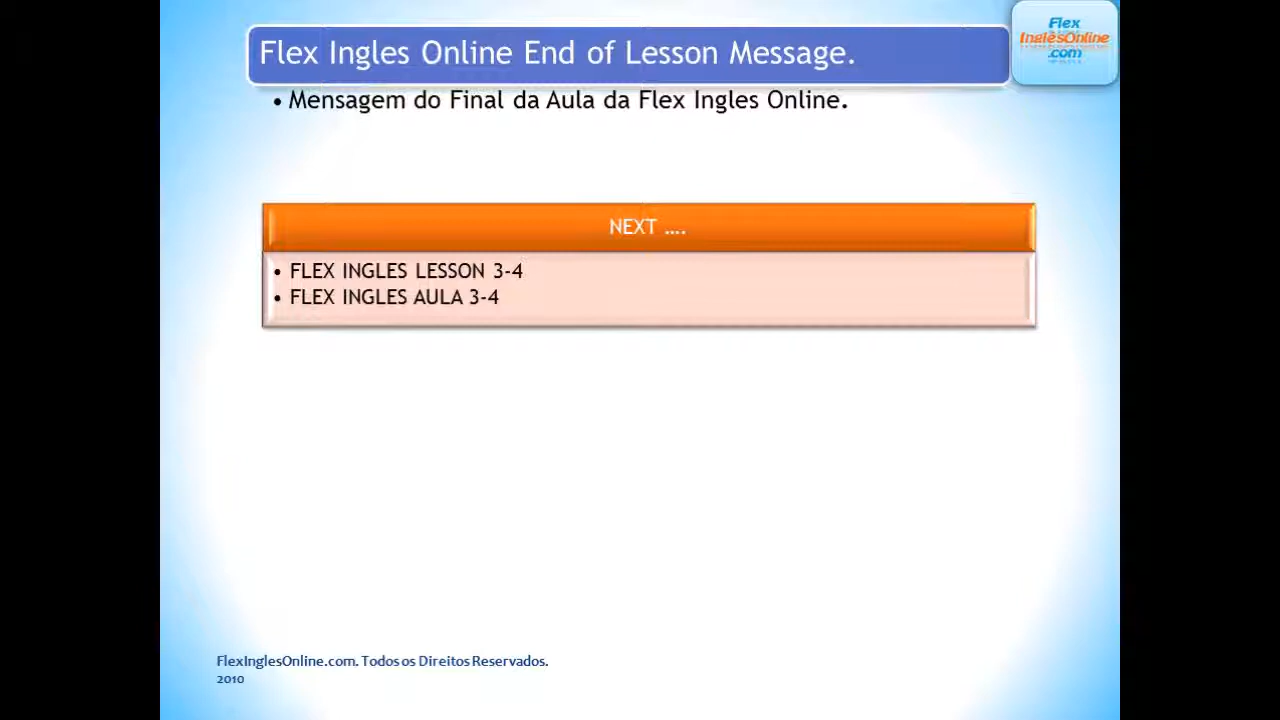 Flex Ingles Online End of Lesson Message.
Flex
InglêsOnline
.com
• Mensagem do Final da Aula da Flex Ingles Online.
NEXT ....
• FLEX INGLES LESSON 3-4
• FLEX INGLES AULA 3-4
FlexInglesOnline.com. Todos os Direitos Reservados.
2010